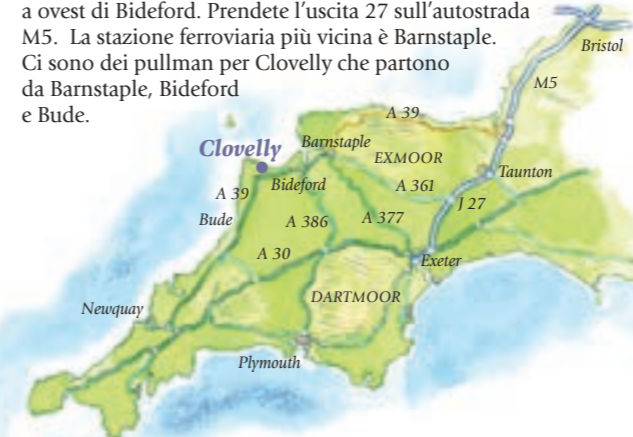 a ovest di Bideford. Prendete l'uscita 27 sull'autostrada
M5. La stazione ferroviaria più vicina è Barnstaple.
Ci sono dei pullman per Clovelly che partono
da Barnstaple, Bideford
e Bude.
Bristol
M5
A 39
Clovelly
Barnstaple
EXMOOR
Taunton
A 39
Bideford
A 361
J 27
Bude
A 386
A 377
A 30
Exeter
Newquay
DARTMOOR
Plymouth